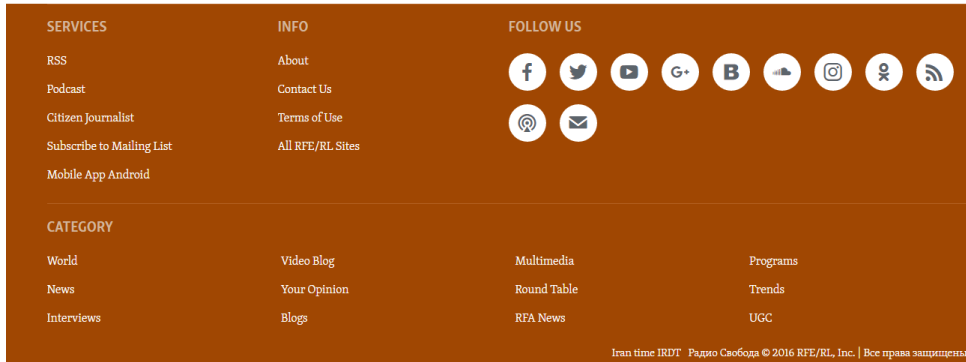 SERVICES INFO FOLLOW US
RSS About
Podcast Contact Us
Citizen Journalist Terms of Use
Subscribe to Mailing List All RFE/RL Sites
Mobile App Android
CATEGORY
World Video Blog Multimedia Programs
News Your Opinion Round Table Trends
Interviews Blogs RFA News UGC
Iran time IRDT Радио Свобода © 2016 RFE/RL, Inc. | Все права защищены